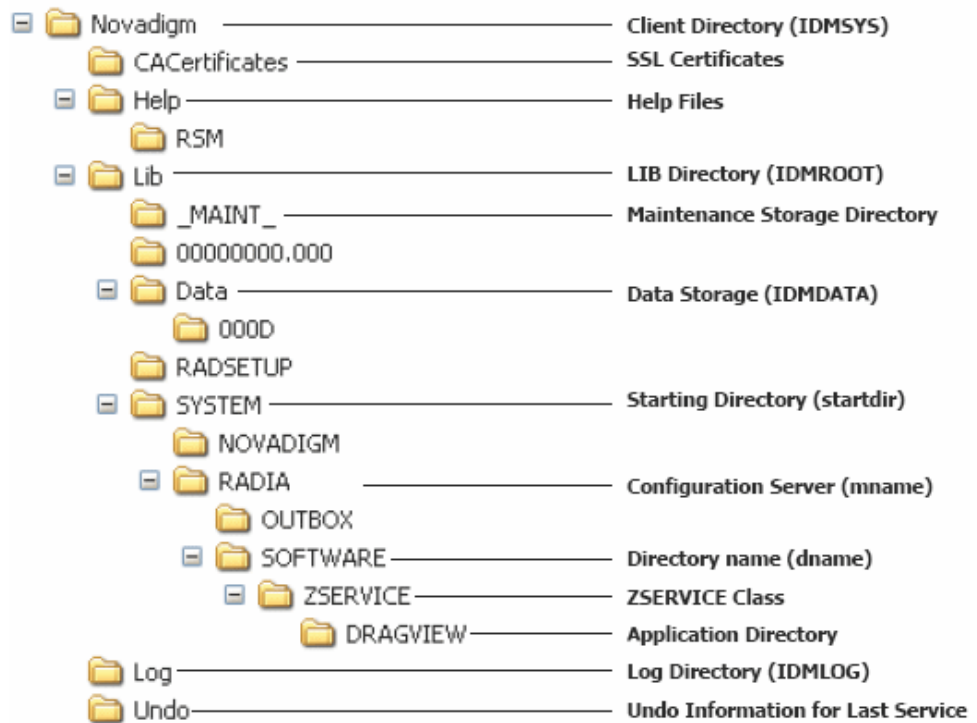 Novadigm Client Directory (IDMSYS)
CACertificates SSL Certificates
Help Help Files
RSM
Lib LIB Directory (IDMROOT)
_MAINT_ Maintenance Storage Directory
00000000.000
Data Data Storage (IDMDATA)
000D
RADSETUP
SYSTEM Starting Directory (startdir)
NOVADIGM
RADIA Configuration Server (mname)
OUTBOX
SOFTWARE Directory name (dname)
ZSERVICE ZSERVICE Class
DRAGVIEW Application Directory
Log Log Directory (IDMLOG)
Undo Undo Information for Last Service